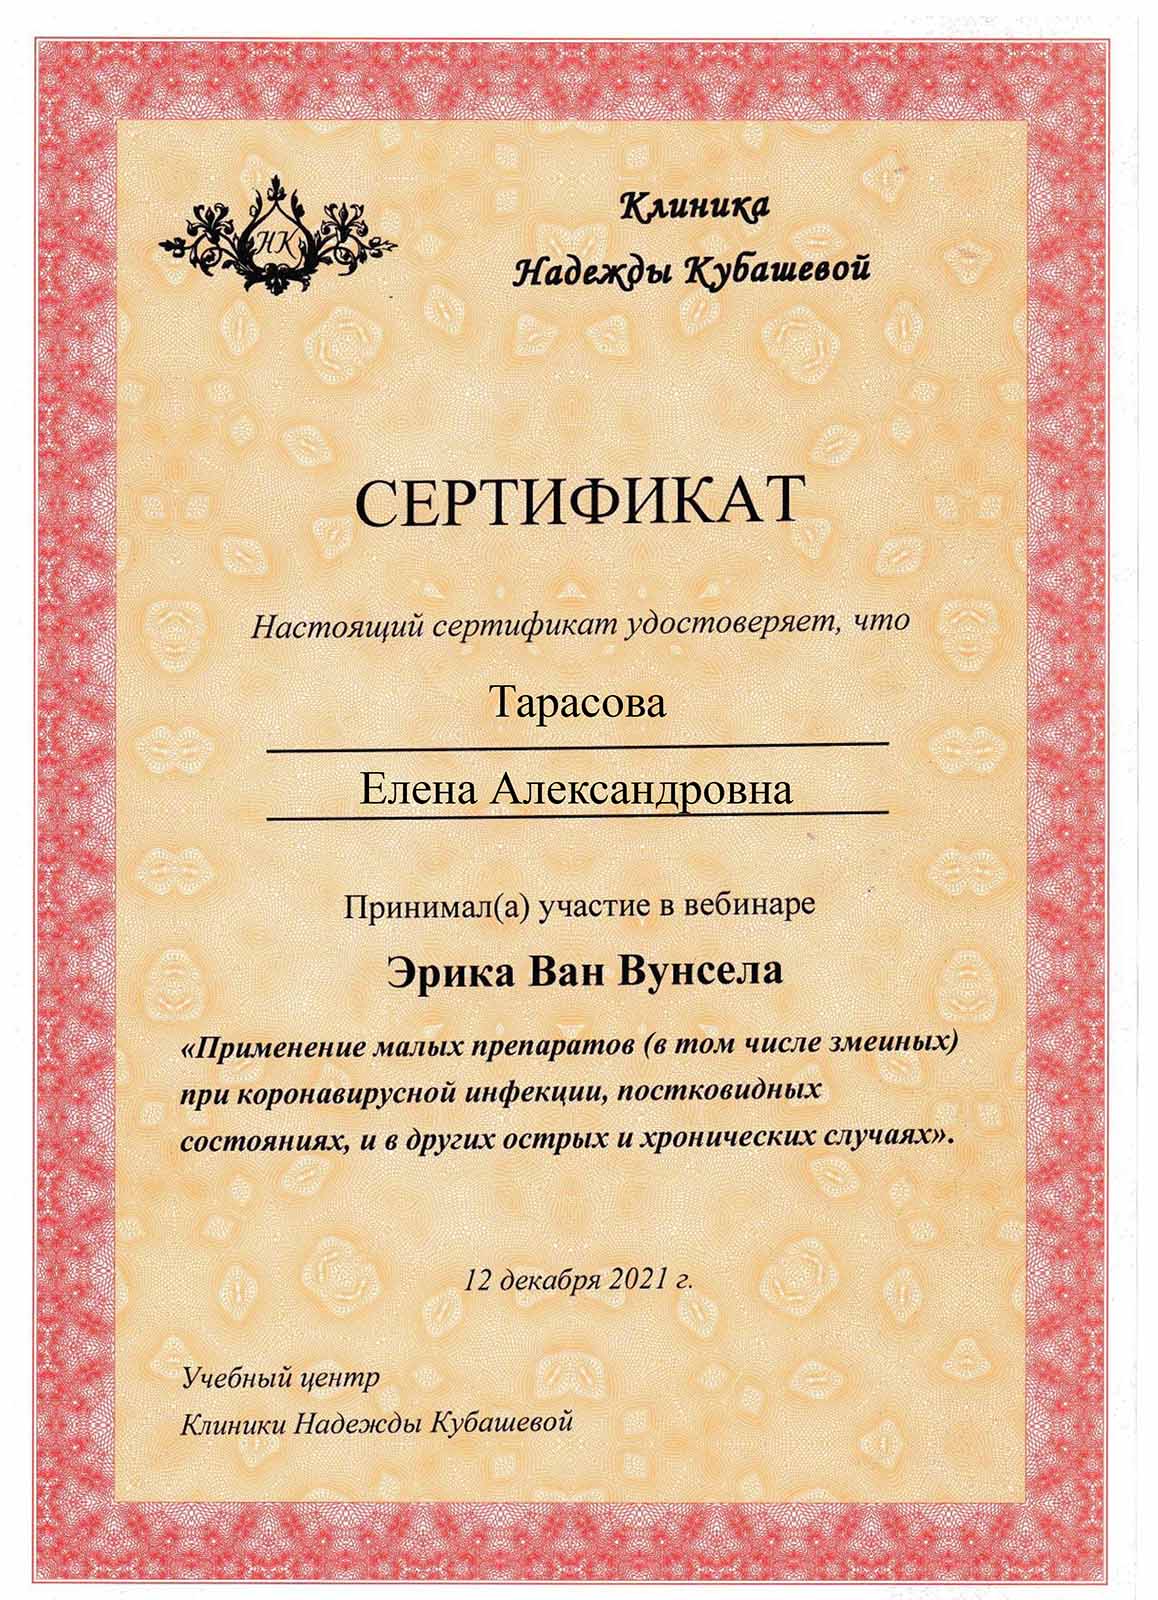 НК
Клиника
Надежды Кубашевой
СЕРТИФИКАТ
Настоящий сертификат удостоверяет, что
Тарасова
Елена Александровна
Принимал(а) участие в вебинаре
Эрика Ван Вунсела
«Применение малых препаратов (в том числе змеиных)
при коронавирусной инфекции, постковидных
состояниях, и в других острых и хронических случаях».
12 декабря 2021 г.
Учебный центр
Клиники Надежды Кубашевой